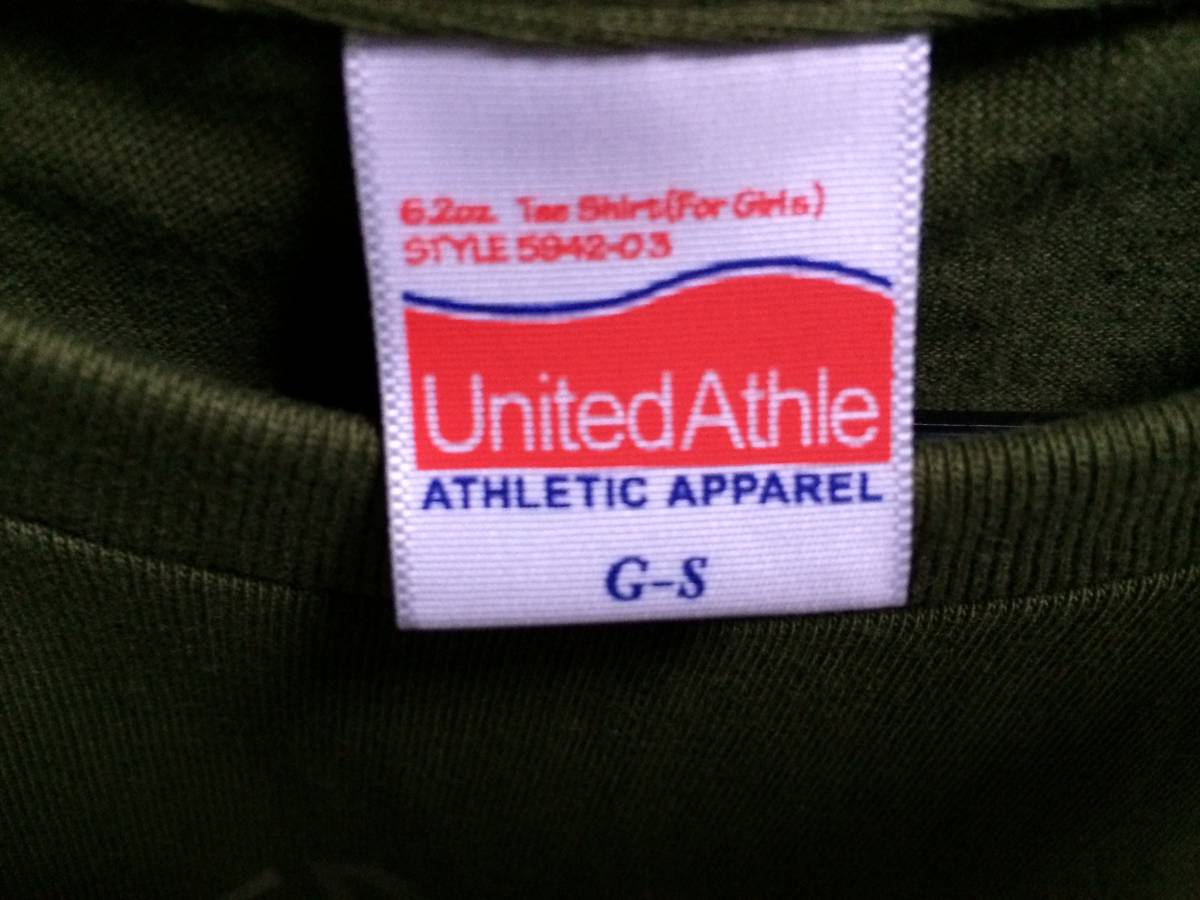 6.2oz. Tee Shirt(For Girls)
STYLE 5942-03
UnitedAthle
ATHLETIC APPAREL
G-S